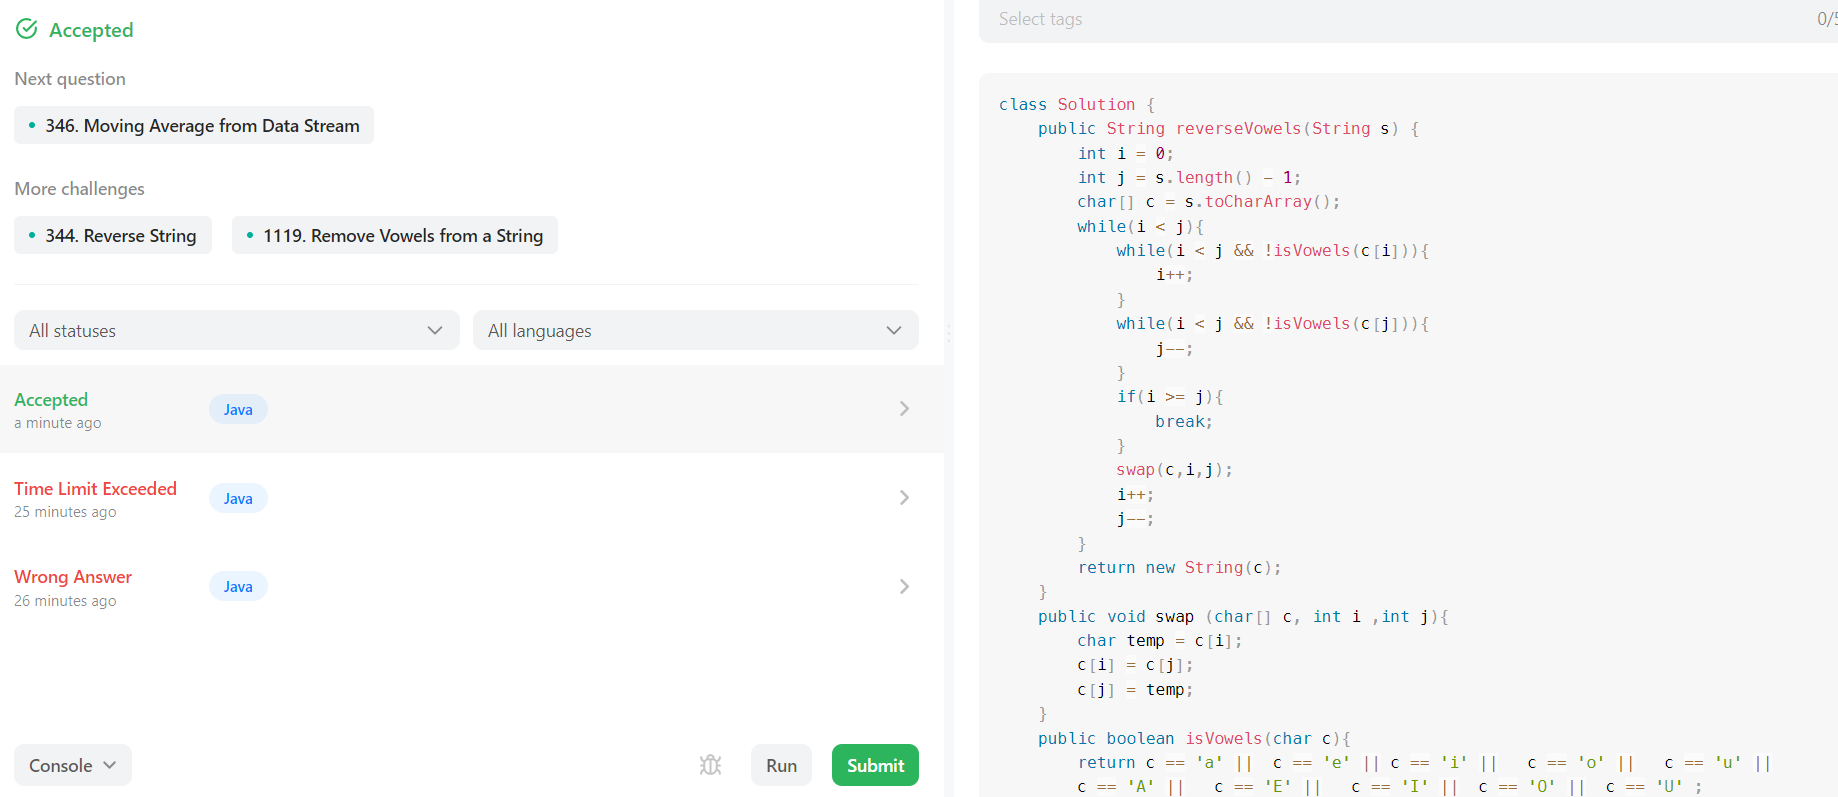 Accepted
Next question
• 346. Moving Average from Data Stream
More challenges
• 344. Reverse String
• 1119. Remove Vowels from a String
All statuses
All languages
Accepted
a minute ago
Java
Time Limit Exceeded
25 minutes ago
Java
Wrong Answer
26 minutes ago
Java
Console
Run
Submit
Select tags
0/5
class Solution {
    public String reverseVowels(String s) {
        int i = 0;
        int j = s.length() - 1;
        char[] c = s.toCharArray();
        while(i < j){
            while(i < j && !isVowels(c[i])){
                i++;
            }
            while(i < j && !isVowels(c[j])){
                j--;
            }
            if(i >= j){
                break;
            }
            swap(c,i,j);
            i++;
            j--;
        }
        return new String(c);
    }
    public void swap (char[] c, int i ,int j){
        char temp = c[i];
        c[i] = c[j];
        c[j] = temp;
    }
    public boolean isVowels(char c){
        return c == 'a' ||  c == 'e' || c == 'i' ||   c == 'o' ||   c == 'u' ||
        c == 'A' ||   c == 'E' ||   c == 'I' ||  c == 'O' ||  c == 'U' ;